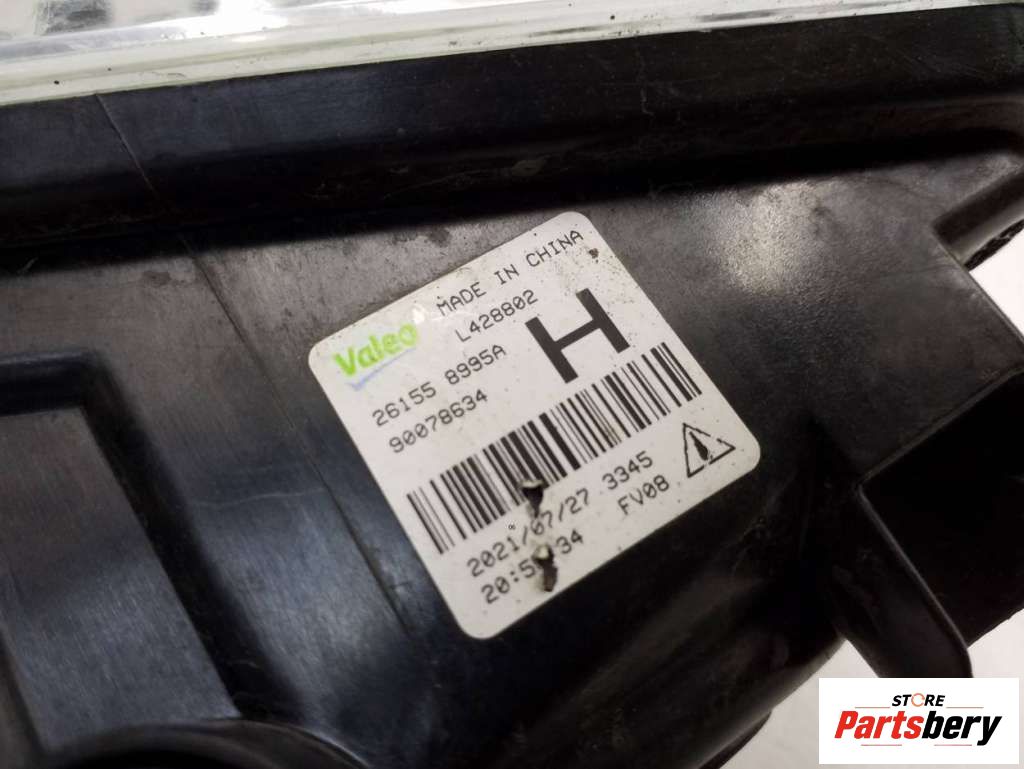 Valeo MADE IN CHINA
L428802
26155 8995A H
90078634
2021/07/27 3345
FV08
STORE
Partsbery